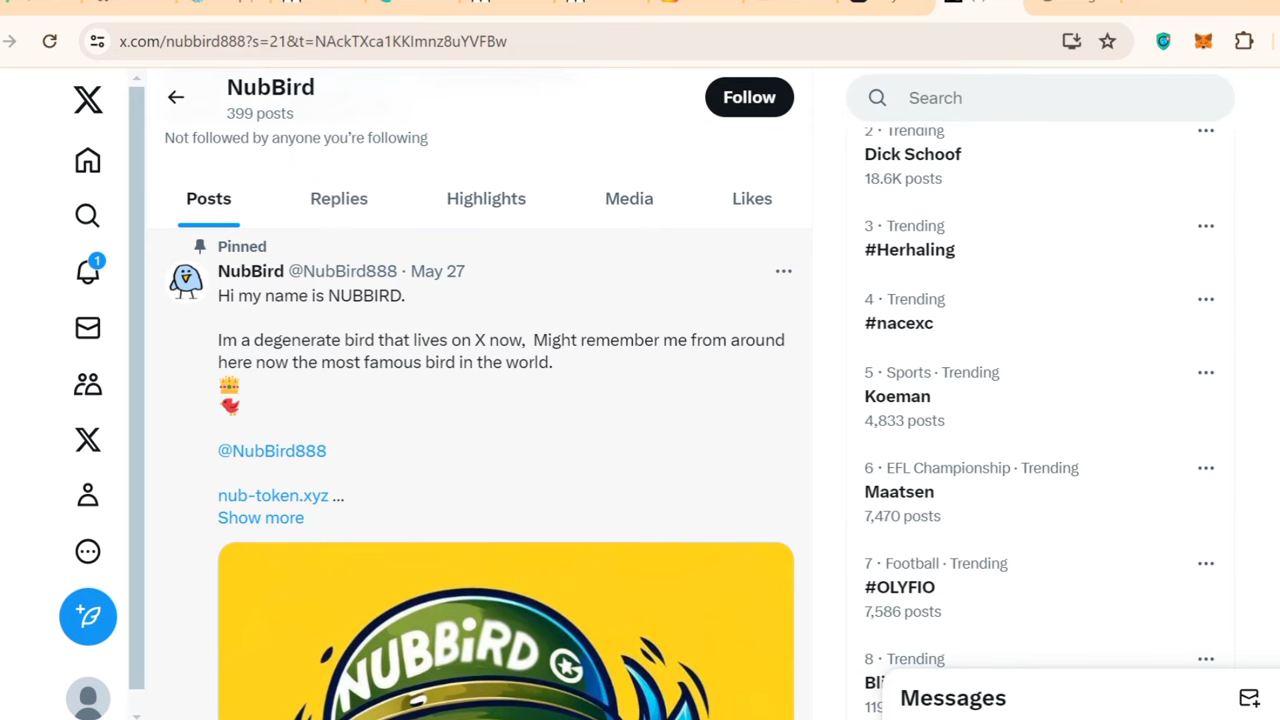 x.com/nubbird888?s=21&t=NAckTXca1KKImnz8uYVFBw
NubBird
399 posts
Not followed by anyone you're following
Follow
Posts
Replies
Highlights
Media
Likes
Pinned
NubBird @NubBird888 · May 27
Hi my name is NUBBIRD.
Im a degenerate bird that lives on X now, Might remember me from around
here now the most famous bird in the world.
@NubBird888
nub-token.xyz ...
Show more
NUBBiRD
Search
2 · Trending
Dick Schoof
18.6K posts
3 · Trending
#Herhaling
4 · Trending
#nacexc
5 · Sports · Trending
Koeman
4,833 posts
6 · EFL Championship · Trending
Maatsen
7,470 posts
7 · Football · Trending
#OLYFIO
7,586 posts
8 · Trending
Messages
1